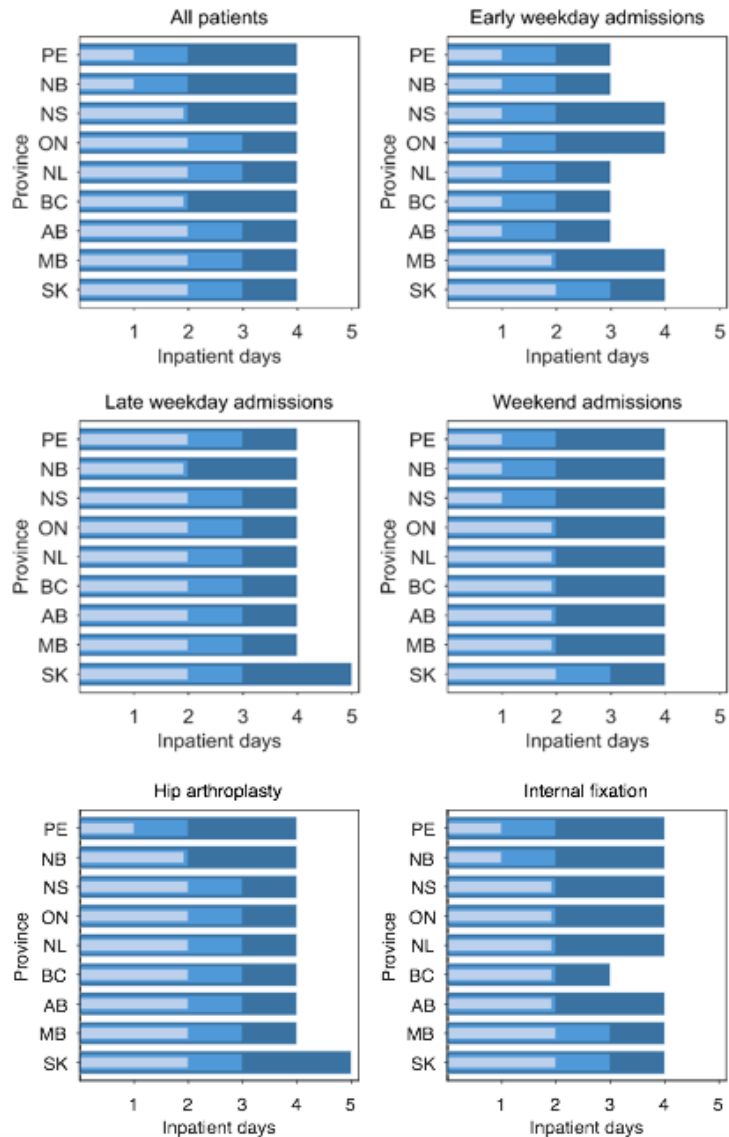 All patients
Province
PE
NB
NS
ON
NL
BC
AB
MB
SK
1 2 3 4 5
Inpatient days
Early weekday admissions
Province
PE
NB
NS
ON
NL
BC
AB
MB
SK
1 2 3 4 5
Inpatient days
Late weekday admissions
Province
PE
NB
NS
ON
NL
BC
AB
MB
SK
1 2 3 4 5
Inpatient days
Weekend admissions
Province
PE
NB
NS
ON
NL
BC
AB
MB
SK
1 2 3 4 5
Inpatient days
Hip arthroplasty
Province
PE
NB
NS
ON
NL
BC
AB
MB
SK
1 2 3 4 5
Inpatient days
Internal fixation
Province
PE
NB
NS
ON
NL
BC
AB
MB
SK
1 2 3 4 5
Inpatient days